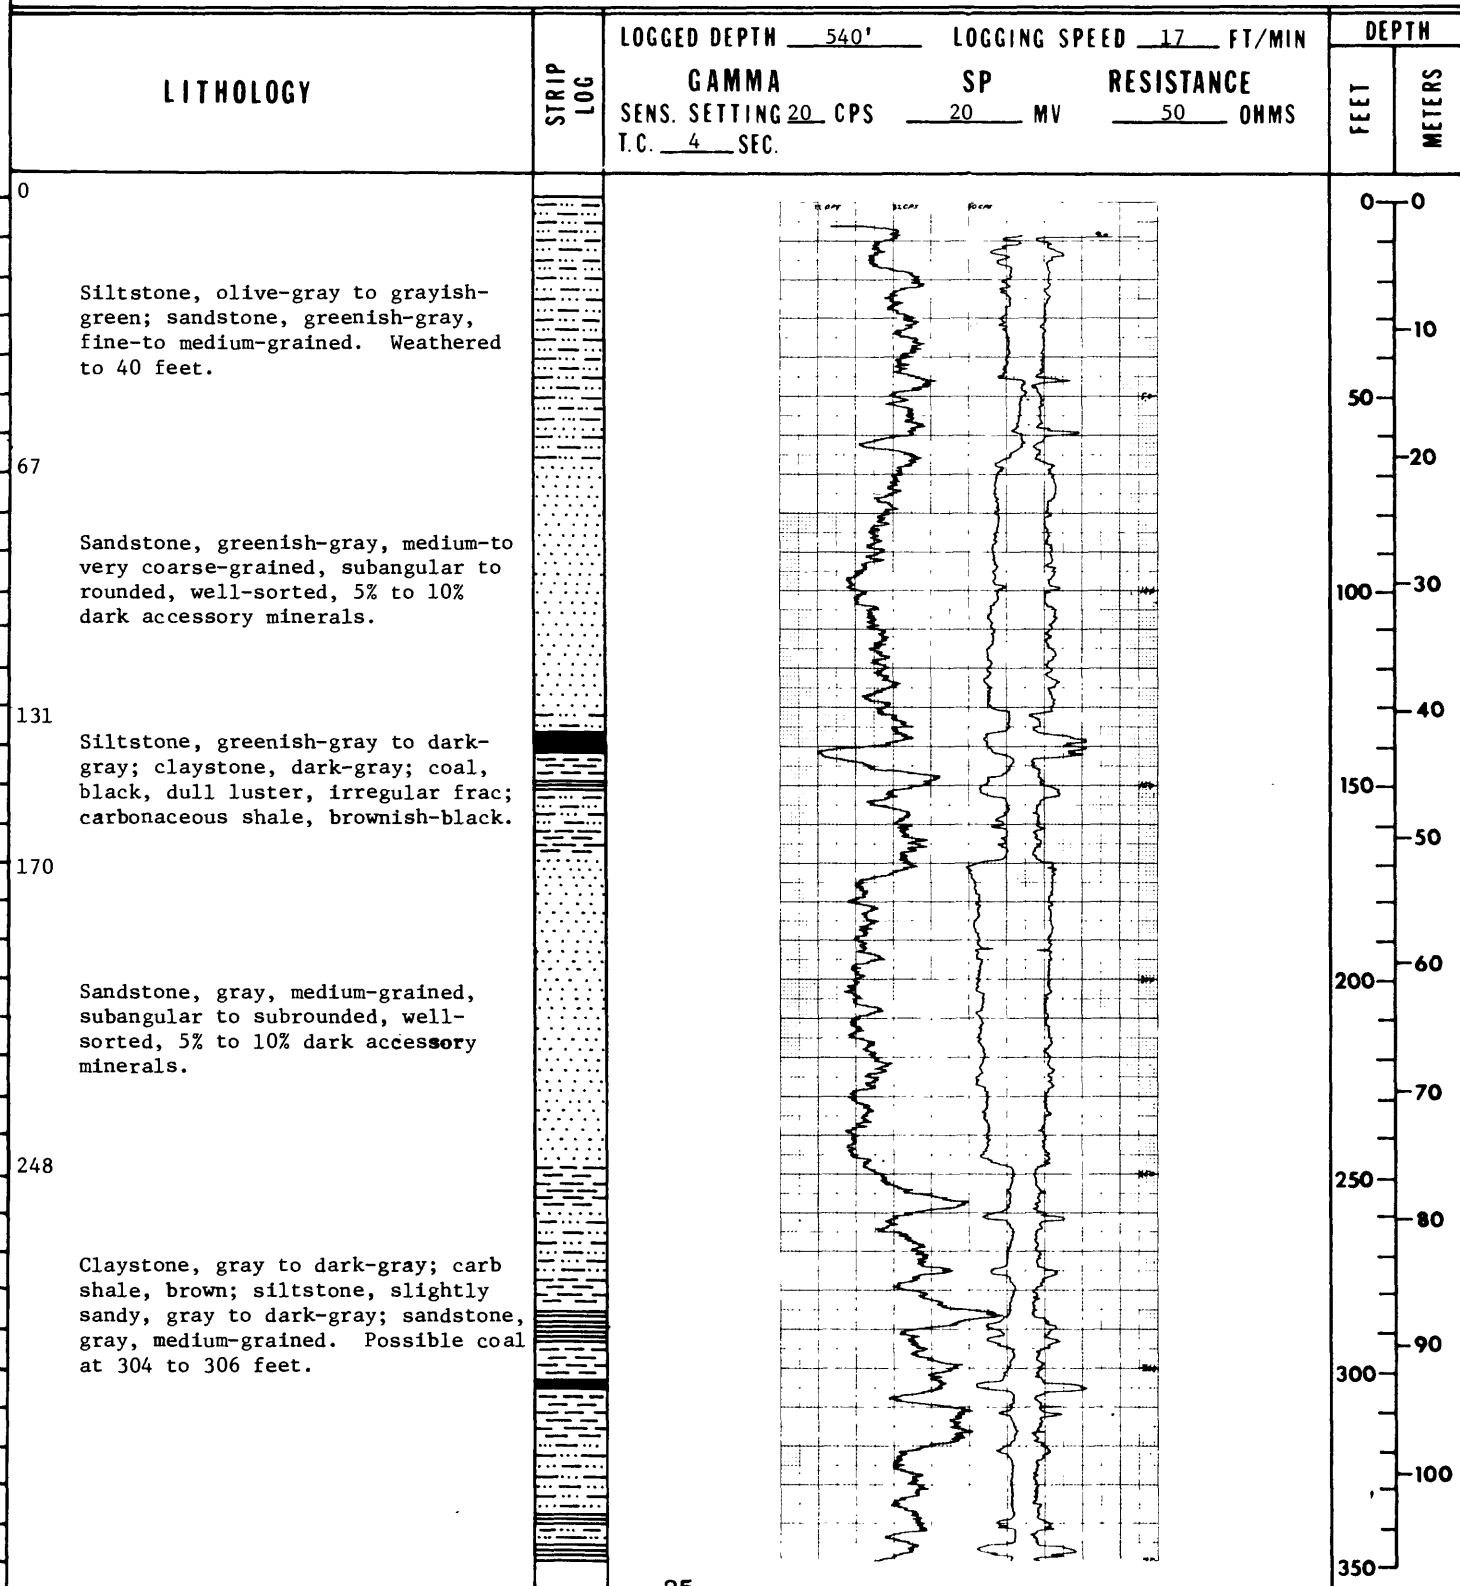 LITHOLOGY
STRIP LOG
LOGGED DEPTH 540' LOGGING SPEED 17 FT/MIN
GAMMA SP RESISTANCE
SENS. SETTING 20 CPS 20 MV 50 OHMS
T.C. 4 SEC.
DEPTH
FEET
METERS
0
Siltstone, olive-gray to grayish-
green; sandstone, greenish-gray,
fine-to medium-grained. Weathered
to 40 feet.
67
Sandstone, greenish-gray, medium-to
very coarse-grained, subangular to
rounded, well-sorted, 5% to 10%
dark accessory minerals.
131
Siltstone, greenish-gray to dark-
gray; claystone, dark-gray; coal,
black, dull luster, irregular frac;
carbonaceous shale, brownish-black.
170
Sandstone, gray, medium-grained,
subangular to subrounded, well-
sorted, 5% to 10% dark accessory
minerals.
248
Claystone, gray to dark-gray; carb
shale, brown; siltstone, slightly
sandy, gray to dark-gray; sandstone,
gray, medium-grained. Possible coal
at 304 to 306 feet.
0 0
10
50
20
100 30
40
150
50
60
200
70
250
80
90
300
100
350